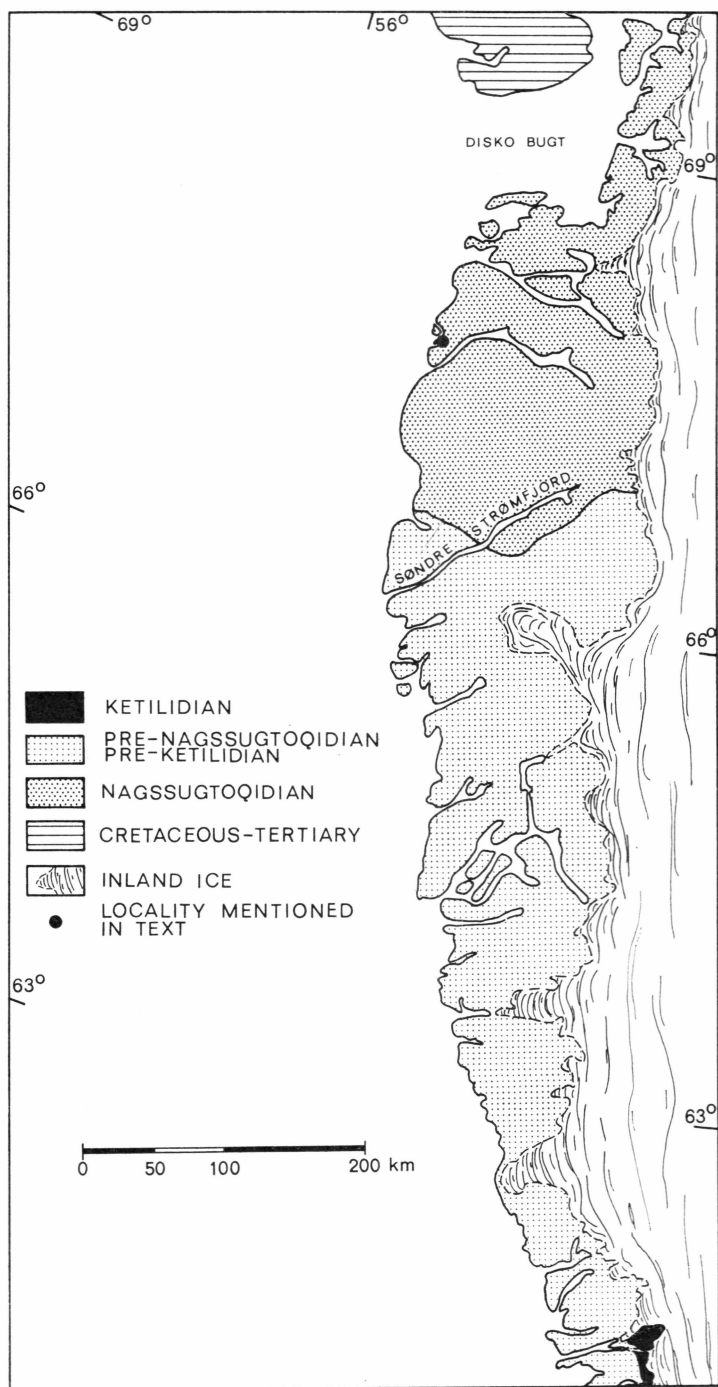 69°
56°
DISKO BUGT
69°
66°
SØNDRE STRØMFJORD
66°
KETILIDIAN
PRE-NAGSSUGTOQIDIAN
PRE-KETILIDIAN
NAGSSUGTOQIDIAN
CRETACEOUS-TERTIARY
INLAND ICE
LOCALITY MENTIONED
IN TEXT
63°
63°
0 50 100 200 km